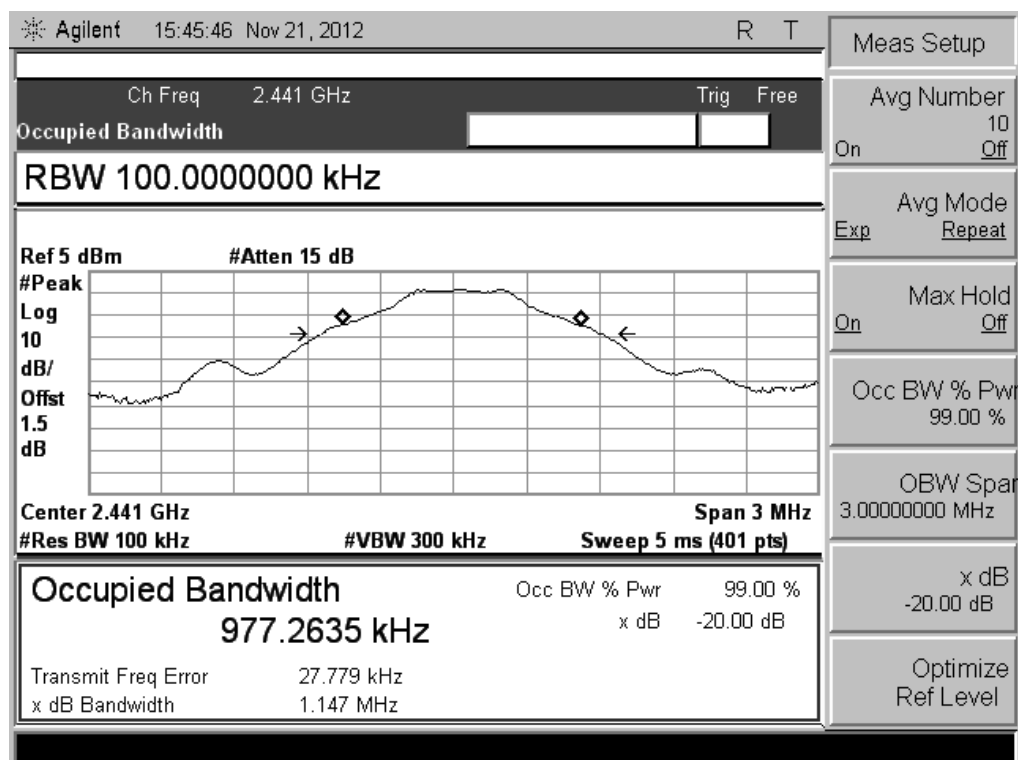 Agilent 15:45:46 Nov 21, 2012 R T
Ch Freq 2.441 GHz Trig Free
Occupied Bandwidth
RBW 100.0000000 kHz
Ref 5 dBm #Atten 15 dB
#Peak
Log
10
dB/
Offst
1.5
dB
Center 2.441 GHz Span 3 MHz
#Res BW 100 kHz #VBW 300 kHz Sweep 5 ms (401 pts)
Occupied Bandwidth Occ BW % Pwr 99.00 %
977.2635 kHz x dB -20.00 dB
Transmit Freq Error 27.779 kHz
x dB Bandwidth 1.147 MHz
Meas Setup
Avg Number
10
On Off
Avg Mode
Exp Repeat
Max Hold
On Off
Occ BW % Pwr
99.00 %
OBW Span
3.00000000 MHz
x dB
-20.00 dB
Optimize
Ref Level